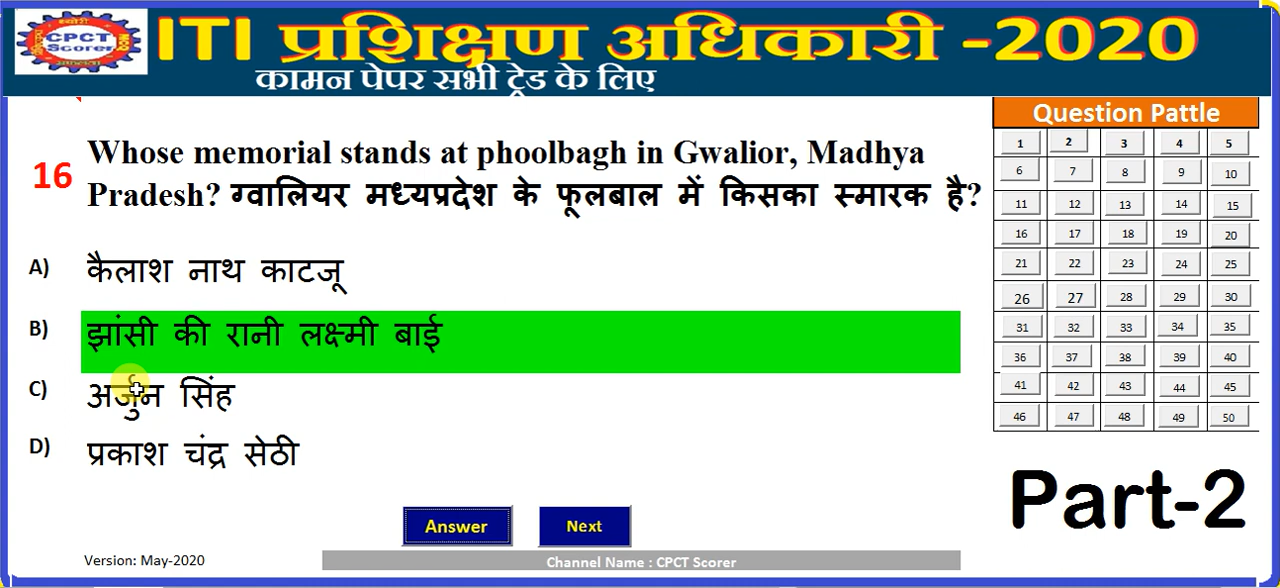 CPCT
Scorer
ITI प्रशिक्षण अधिकारी -2020
कामन पेपर सभी ट्रेड के लिए
Question Pattle
16
Whose memorial stands at phoolbagh in Gwalior, Madhya
Pradesh? ग्वालियर मध्यप्रदेश के फूलबाल में किसका स्मारक है?
A) कैलाश नाथ काटजू
B) झांसी की रानी लक्ष्मी बाई
C) अर्जुन सिंह
D) प्रकाश चंद्र सेठी
1 2 3 4 5
6 7 8 9 10
11 12 13 14 15
16 17 18 19 20
21 22 23 24 25
26 27 28 29 30
31 32 33 34 35
36 37 38 39 40
41 42 43 44 45
46 47 48 49 50
Part-2
Answer Next
Version: May-2020
Channel Name : CPCT Scorer